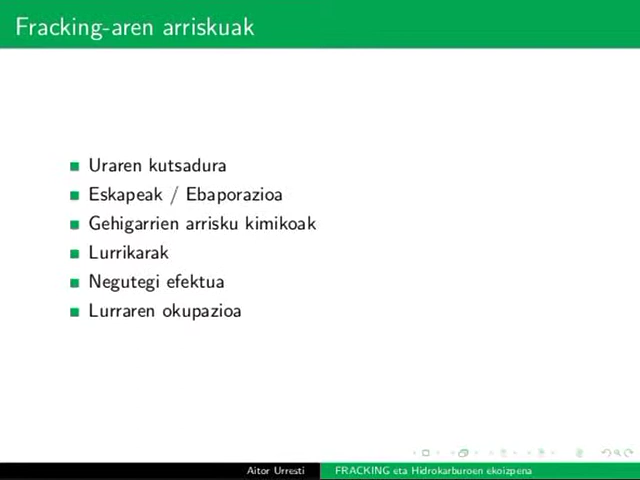 Fracking-aren arriskuak
Uraren kutsadura
Eskapeak / Ebaporazioa
Gehigarrien arrisku kimikoak
Lurrikarak
Negutegi efektua
Lurraren okupazioa
Aitor Urresti
FRACKING eta Hidrokarburoen ekoizpena